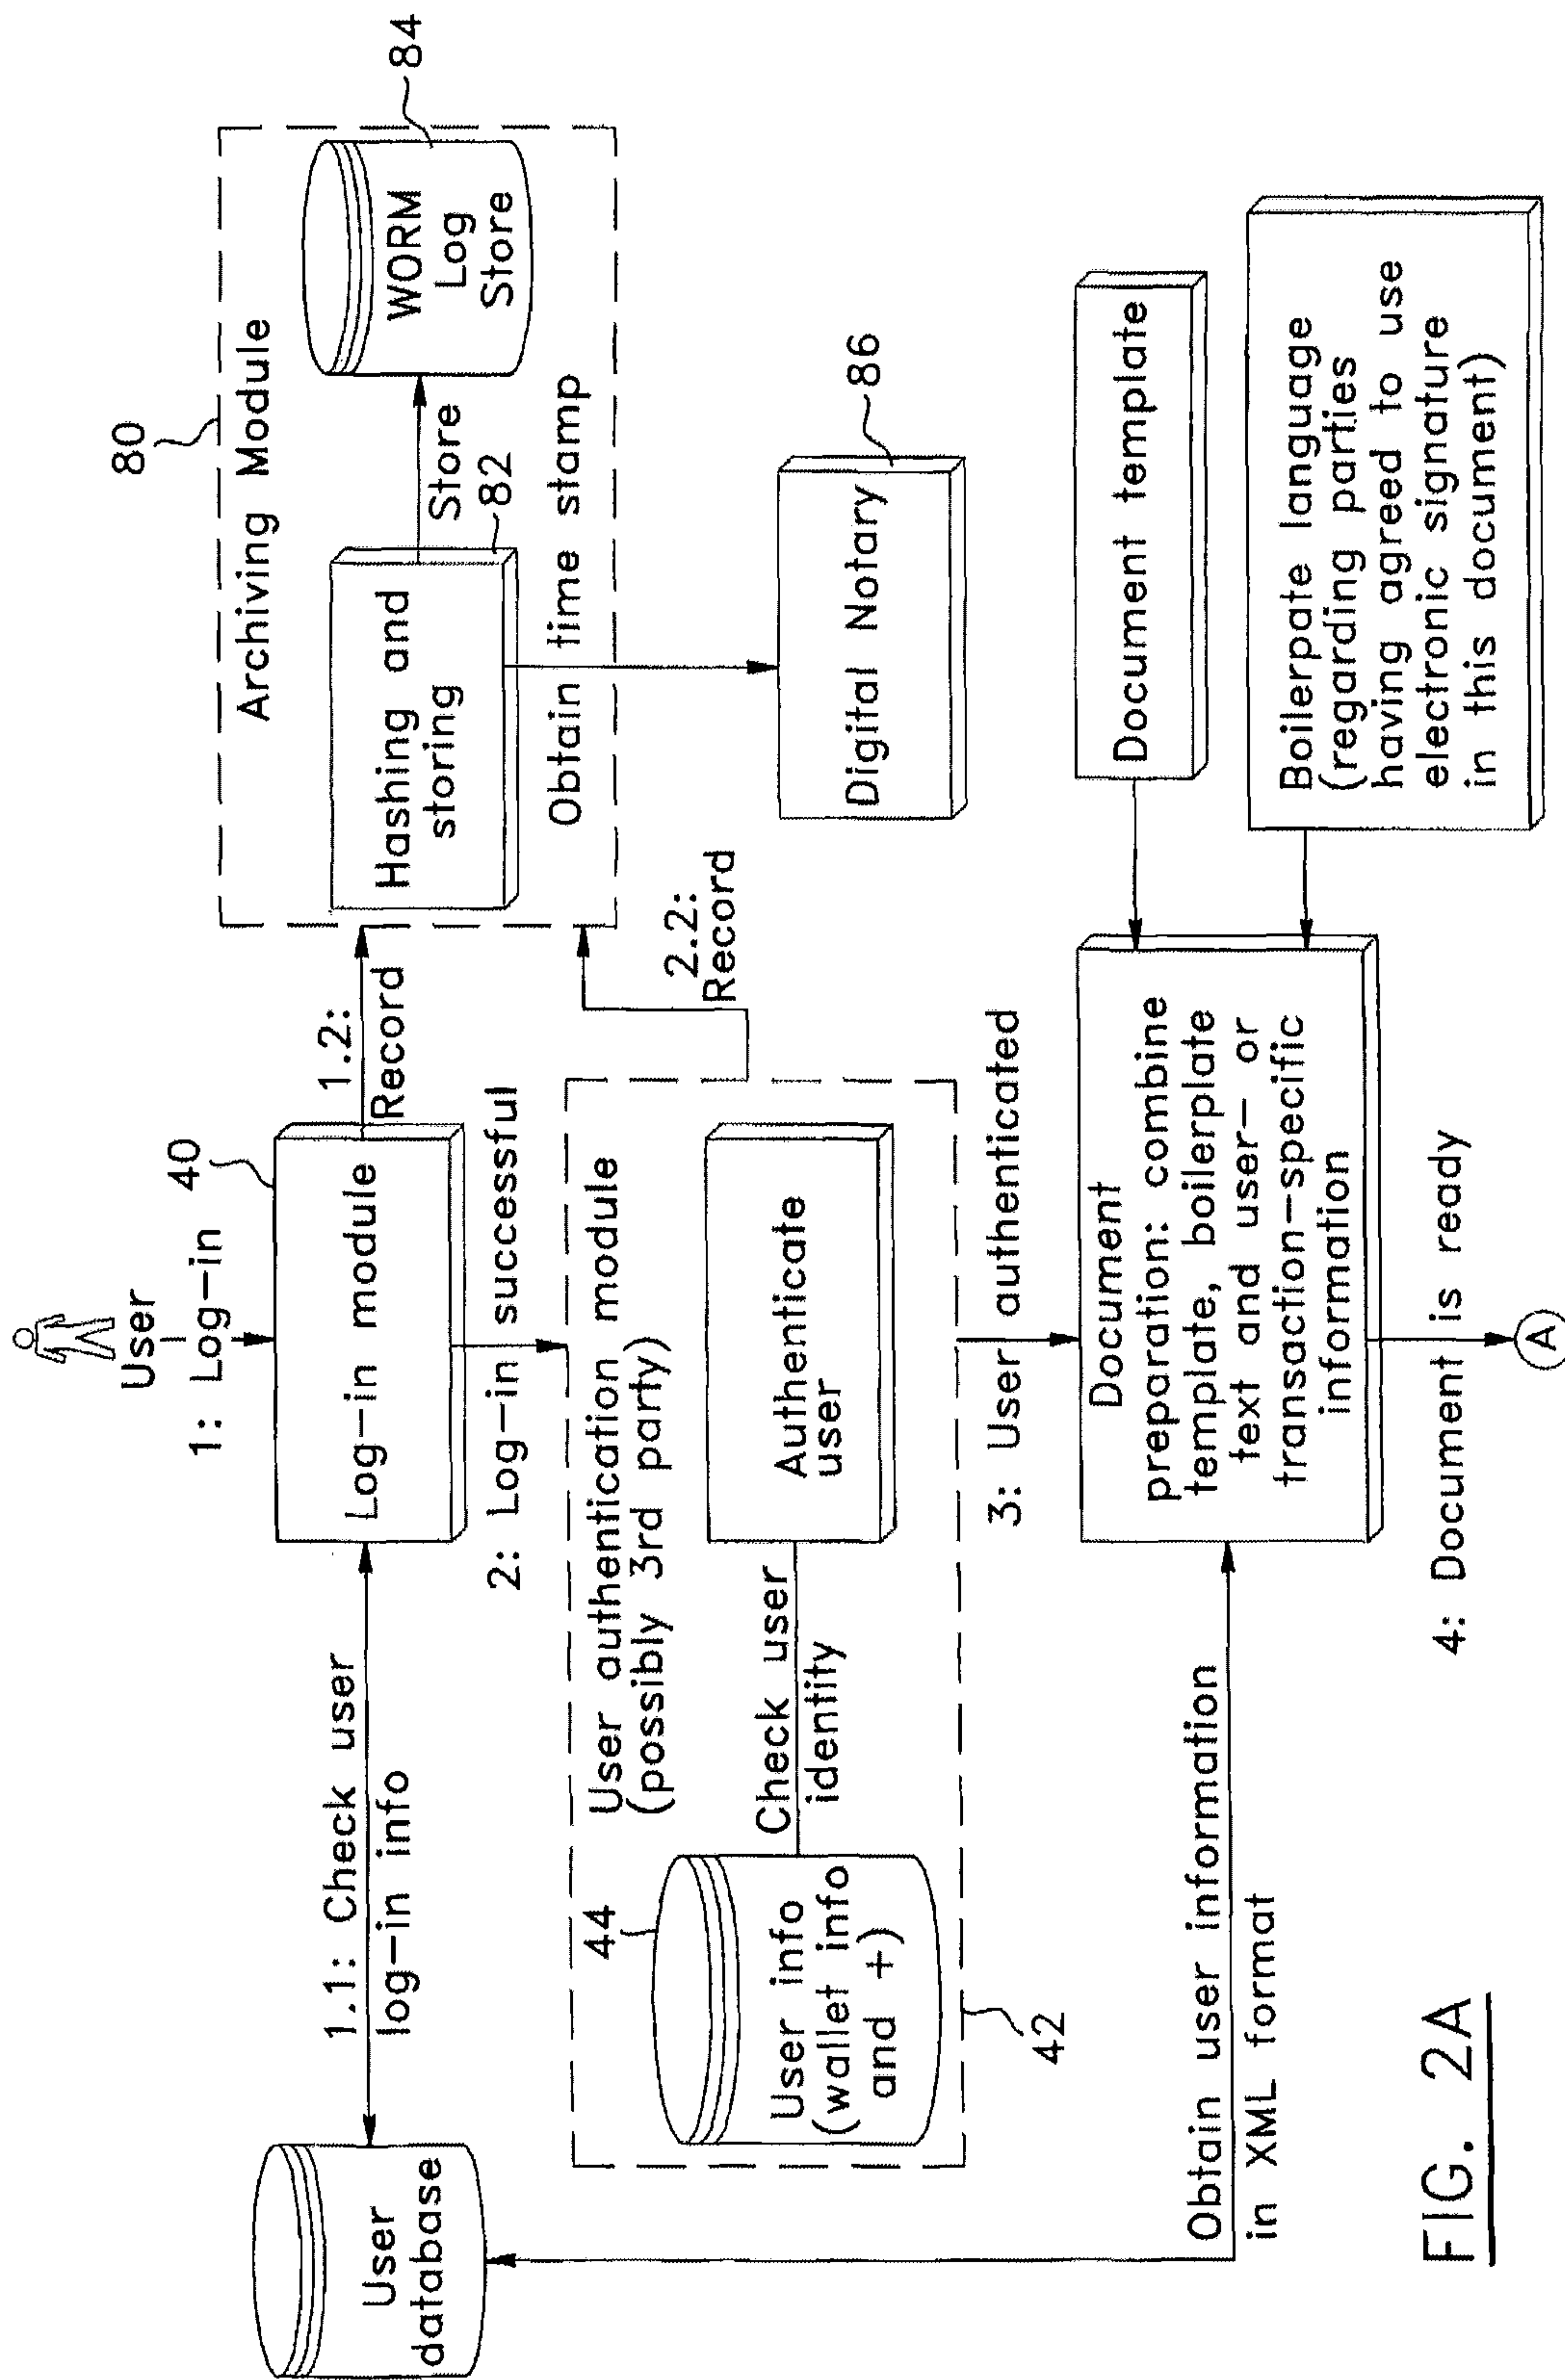 User
1: Log-in
40
Log-in module
1.1: Check user
log-in info
User
database
1.2:
Record
80
Archiving Module
Hashing and
storing
82
Store
WORM
Log
Store
84
Obtain time stamp
Digital Notary
86
2: Log-in successful
User authentication module
(possibly 3rd party)
2.2:
Record
44
User info
(wallet info
and +)
Check user
identity
Authenticate
user
42
3: User authenticated
Document
preparation: combine
template, boilerplate
text and user- or
transaction-specific
information
Document template
Boilerpate language
(regarding parties
having agreed to use
electronic signature
in this document)
Obtain user information
in XML format
4: Document is ready
A
FIG. 2A